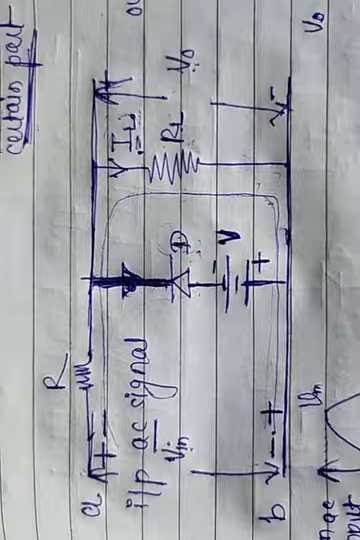 certain part
R
a
+ -
i/p ac signal
Vin
D
V
- +
IL
RL
+
Vo
-
b
- +
Vo
Vm